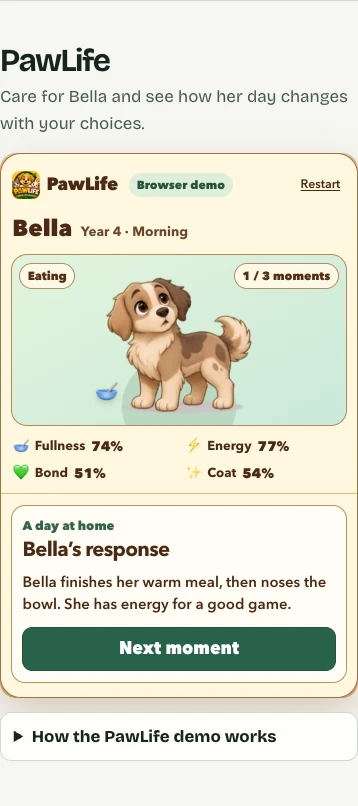 PawLife
Care for Bella and see how her day changes
with your choices.
PAWLIFE
PawLife
Browser demo
Restart
Bella
Year 4 · Morning
Eating
1 / 3 moments
Fullness 74%
Energy 77%
Bond 51%
Coat 54%
A day at home
Bella’s response
Bella finishes her warm meal, then noses the
bowl. She has energy for a good game.
Next moment
How the PawLife demo works